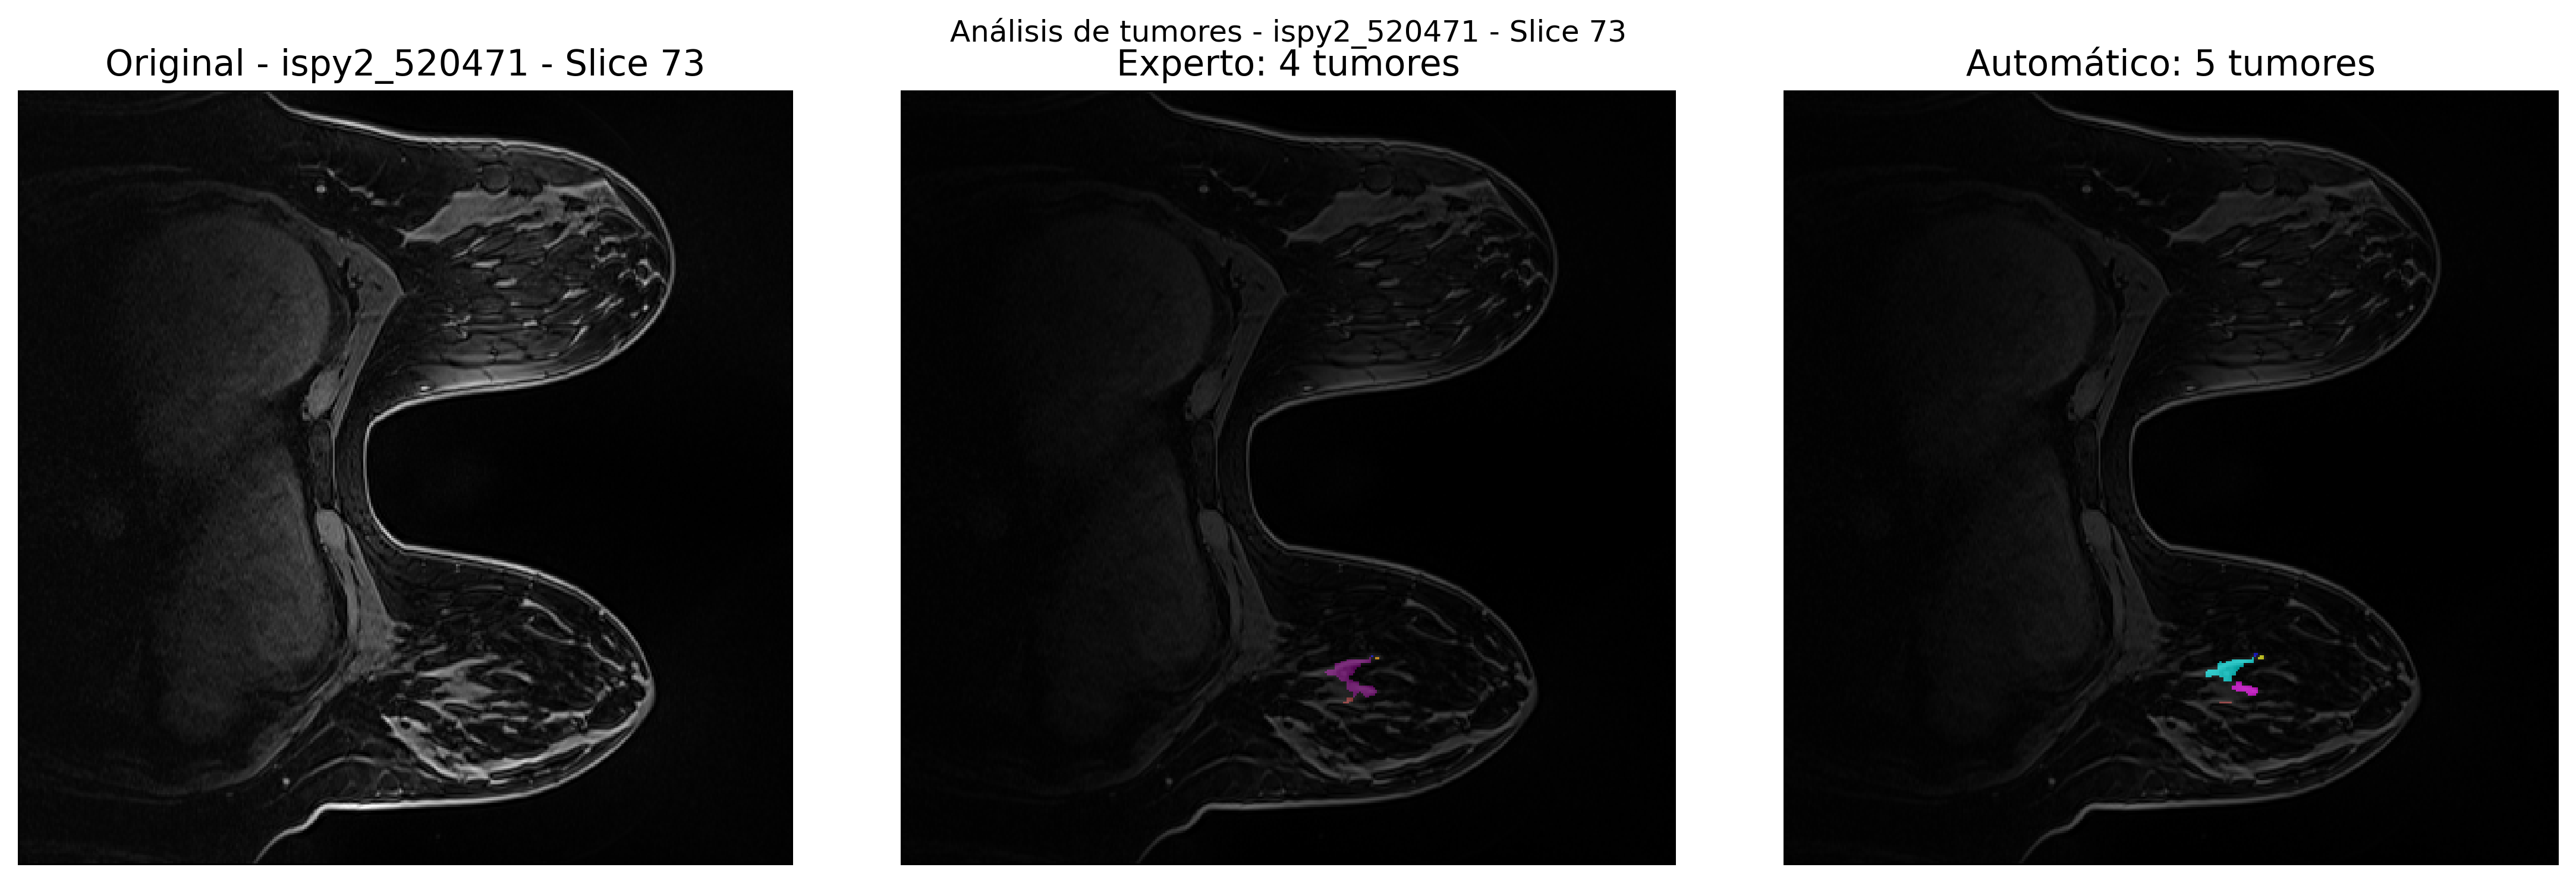 Análisis de tumores - ispy2_520471 - Slice 73
Original - ispy2_520471 - Slice 73
Experto: 4 tumores
Automático: 5 tumores